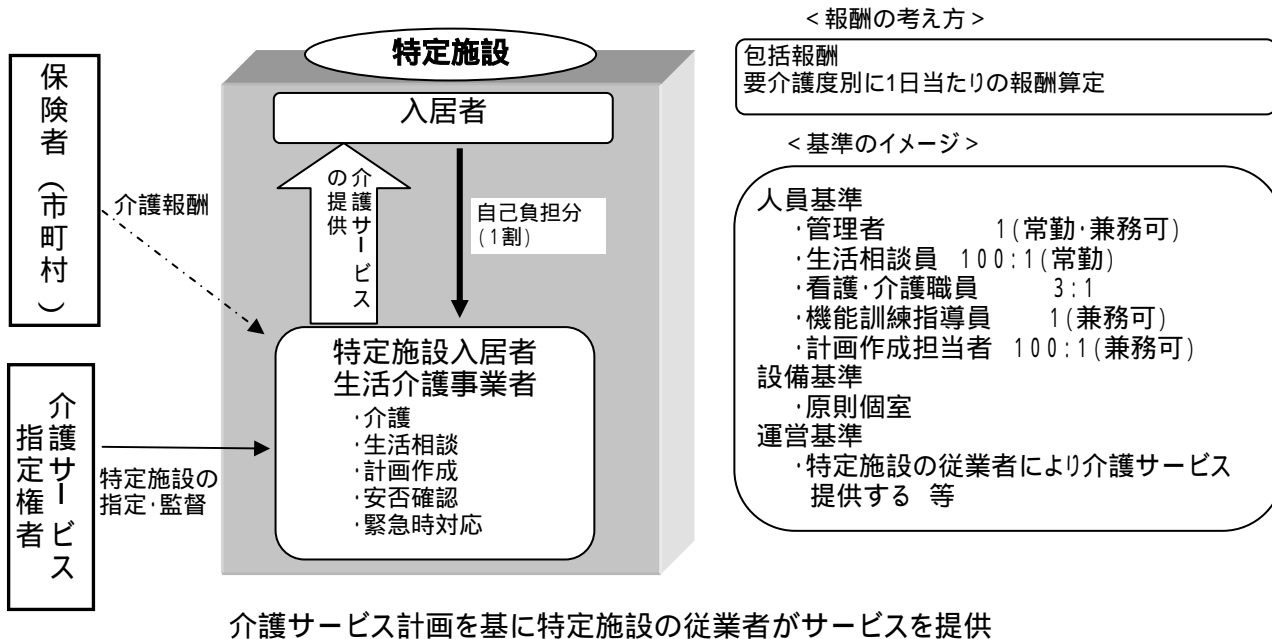 特定施設
入居者
保険者（市町村）
介護報酬
介護サービスの提供
自己負担分
(1割)
特定施設入居者
生活介護事業者
･介護
･生活相談
･計画作成
･安否確認
･緊急時対応
介護サービス
指定権者
特定施設の
指定･監督
＜報酬の考え方＞
包括報酬
要介護度別に1日当たりの報酬算定
＜基準のイメージ＞
人員基準
･管理者 1(常勤･兼務可)
･生活相談員 100:1(常勤)
･看護･介護職員 3:1
･機能訓練指導員 1(兼務可)
･計画作成担当者 100:1(兼務可)
設備基準
･原則個室
運営基準
･特定施設の従業者により介護サービス
提供する 等
介護サービス計画を基に特定施設の従業者がサービスを提供